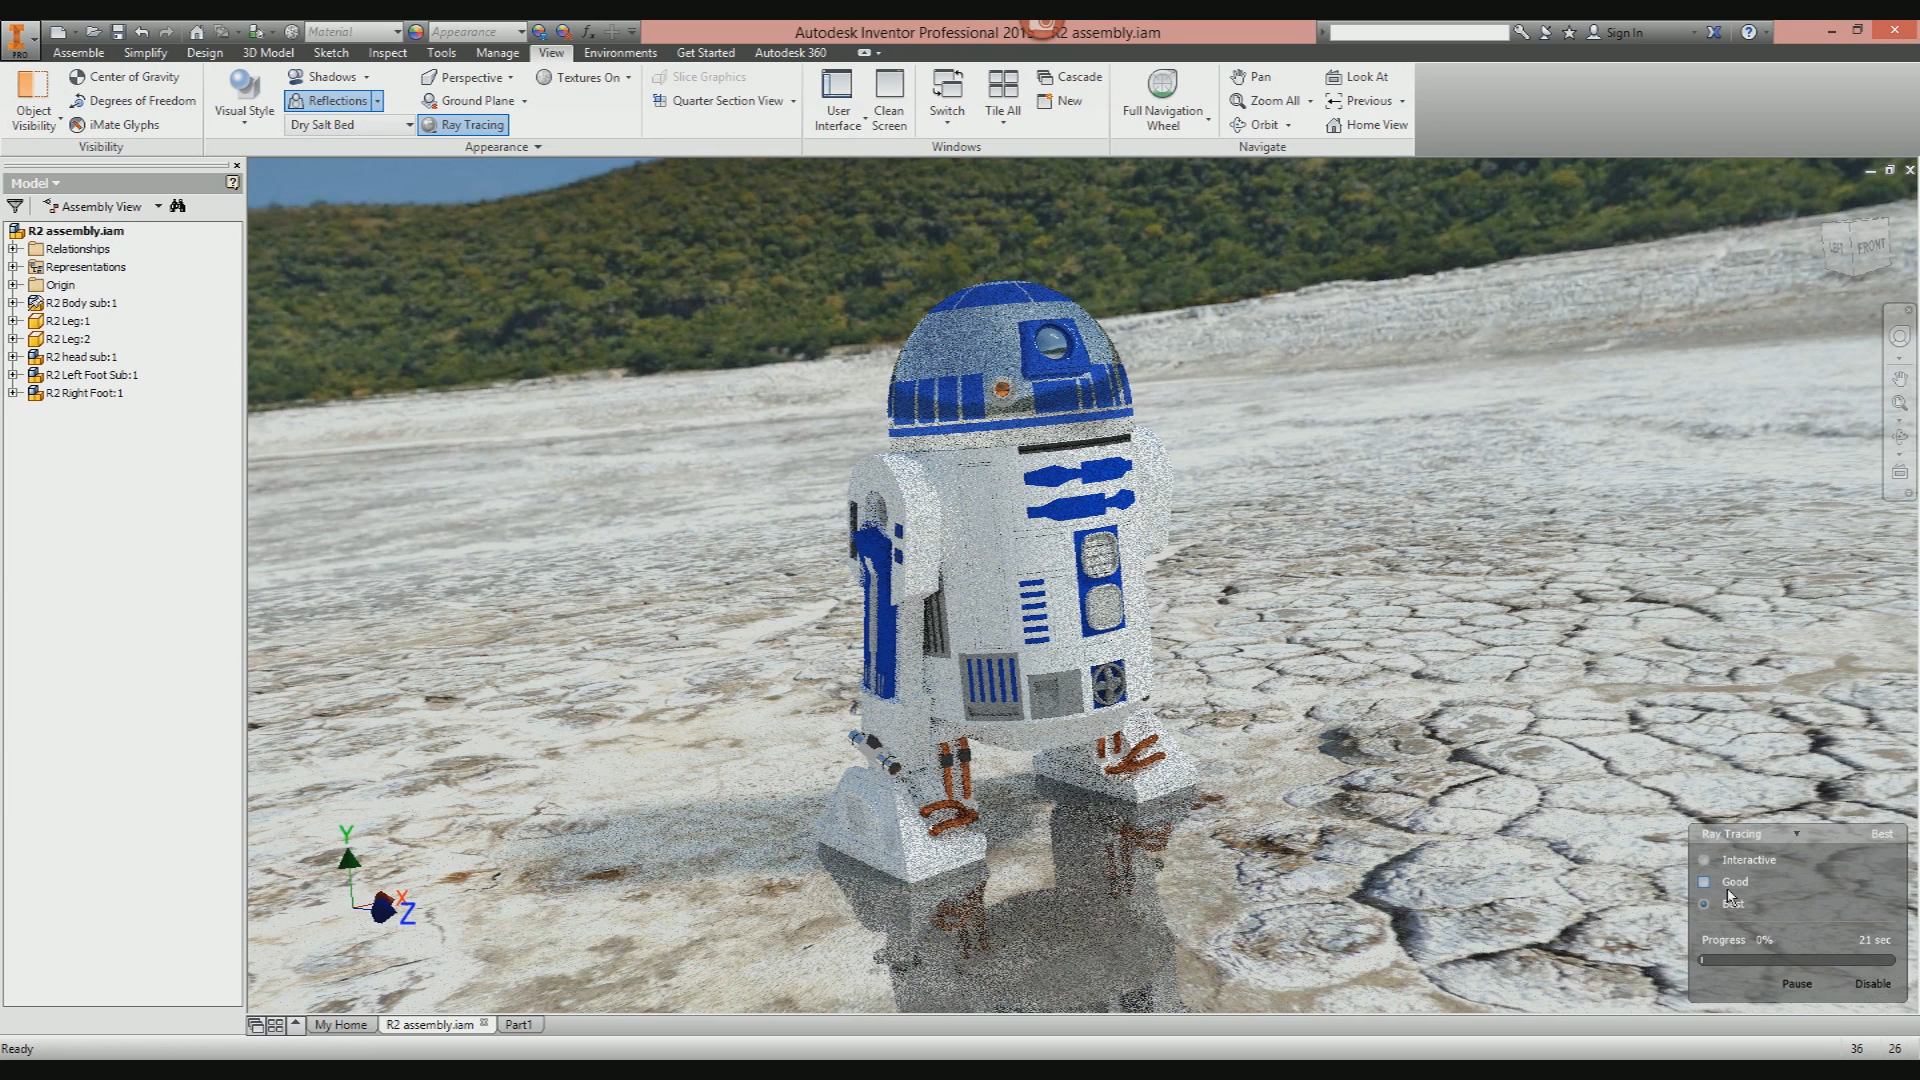 PRO
Material
Appearance
Autodesk Inventor Professional 201
R2 assembly.iam
Sign In
Assemble
Simplify
Design
3D Model
Sketch
Inspect
Tools
Manage
View
Environments
Get Started
Autodesk 360
Object Visibility
Center of Gravity
Degrees of Freedom
iMate Glyphs
Visibility
Visual Style
Shadows
Reflections
Dry Salt Bed
Perspective
Ground Plane
Ray Tracing
Textures On
Appearance
Slice Graphics
Quarter Section View
User Interface
Clean Screen
Switch
Tile All
Cascade
New
Windows
Full Navigation Wheel
Pan
Zoom All
Orbit
Look At
Previous
Home View
Navigate
Model
Assembly View
R2 assembly.iam
Relationships
Representations
Origin
R2 Body sub:1
R2 Leg:1
R2 Leg:2
R2 head sub:1
R2 Left Foot Sub:1
R2 Right Foot:1
LEFT
FRONT
Y
X
Z
Ray Tracing
Best
Interactive
Good
Best
Progress 0%
21 sec
Pause
Disable
My Home
R2 assembly.iam
Part1
Ready
36
26